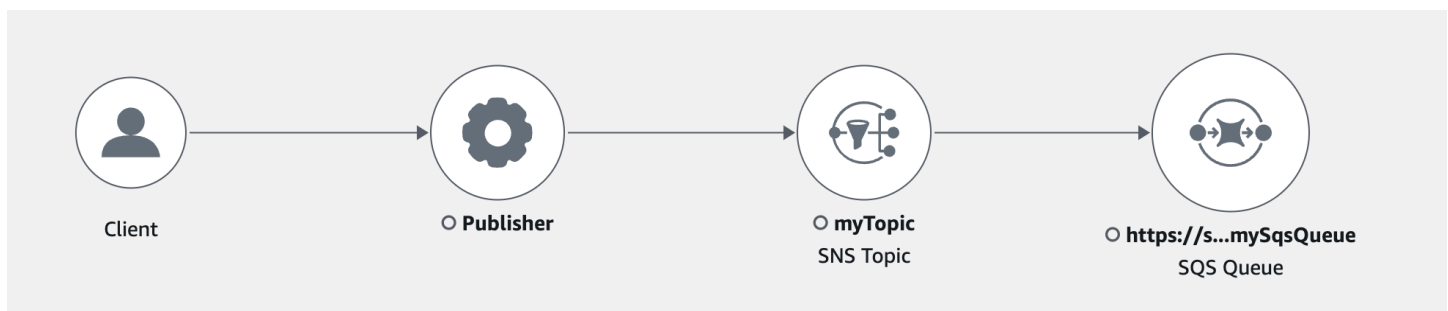 Client
Publisher
myTopic
SNS Topic
https://s...mySqsQueue
SQS Queue